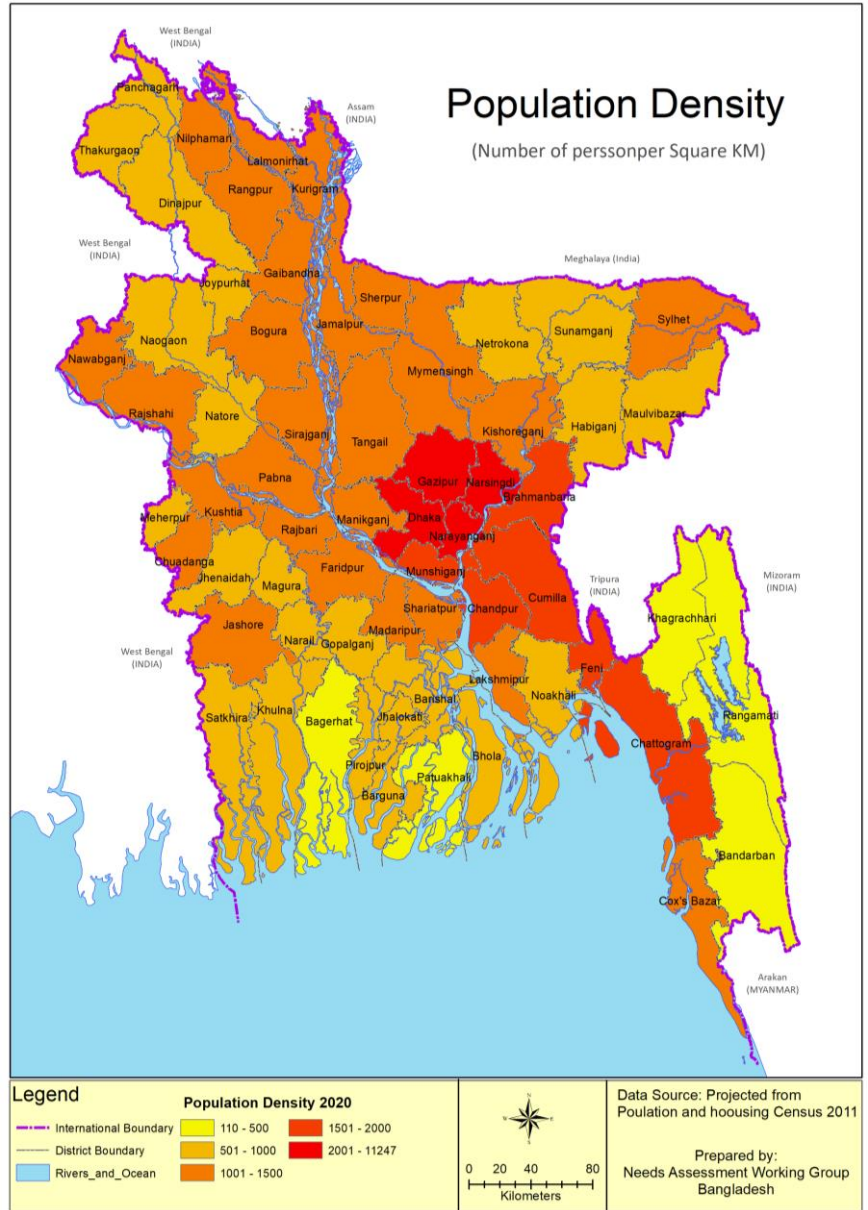 West Bengal
(INDIA)
Population Density
(Number of perssonper Square KM)
Assam
(INDIA)
Panchagarh
Nilphamari
Thakurgaon
Lalmonirhat
Rangpur
Kurigram
Dinajpur
West Bengal
(INDIA)
Meghalaya (India)
Gaibandha
Joypurhat
Sherpur
Jamalpur
Sylhet
Bogura
Sunamganj
Naogaon
Netrokona
Nawabganj
Mymensingh
Rajshahi
Natore
Maulvibazar
Habiganj
Kishoreganj
Sirajganj
Tangail
Pabna
Gazipur
Narsingdi
Brahmanbaria
Kushtia
Meherpur
Manikganj
Dhaka
Rajbari
Narayanganj
Chuadanga
Jhenaidah
Faridpur
Munshiganj
Magura
Tripura
(INDIA)
Mizoram
(INDIA)
Cumilla
Shariatpur
Chandpur
Khagrachhari
Madaripur
Jashore
Narail
Gopalganj
West Bengal
(INDIA)
Feni
Lakshmipur
Noakhali
Barishal
Rangamati
Khulna
Satkhira
Bagerhat
Jhalokati
Chattogram
Bhola
Pirojpur
Patuakhali
Barguna
Bandarban
Cox's Bazar
Arakan
(MYANMAR)
Legend
International Boundary
District Boundary
Rivers_and_Ocean
Population Density 2020
110 - 500
501 - 1000
1001 - 1500
1501 - 2000
2001 - 11247
N
W
E
S
0 20 40 80
Kilometers
Data Source: Projected from
Poulation and hoousing Census 2011
Prepared by:
Needs Assessment Working Group
Bangladesh